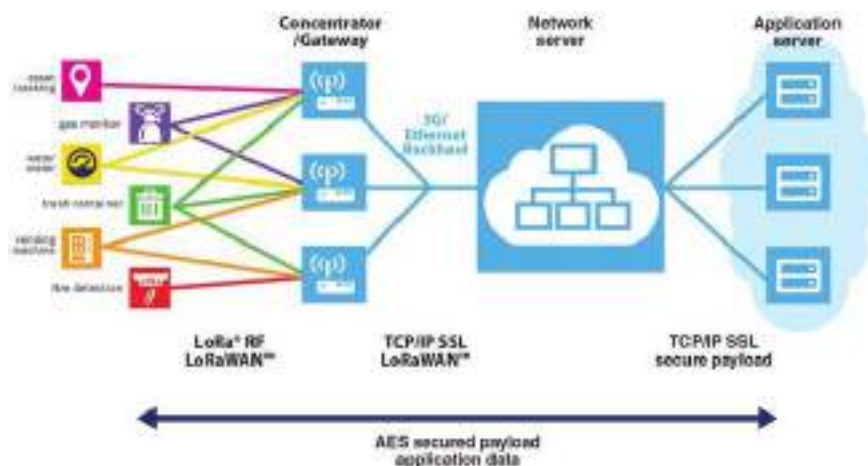 Concentrator
/Gateway
Network
server
Application
server
asset
tracking
gas monitor
water
meter
trash container
vending
machine
fire detection
3G/
Ethernet
Backhaul
LoRa® RF
LoRaWAN™
TCP/IP SSL
LoRaWAN™
TCP/IP SSL
secure payload
AES secured payload
application data